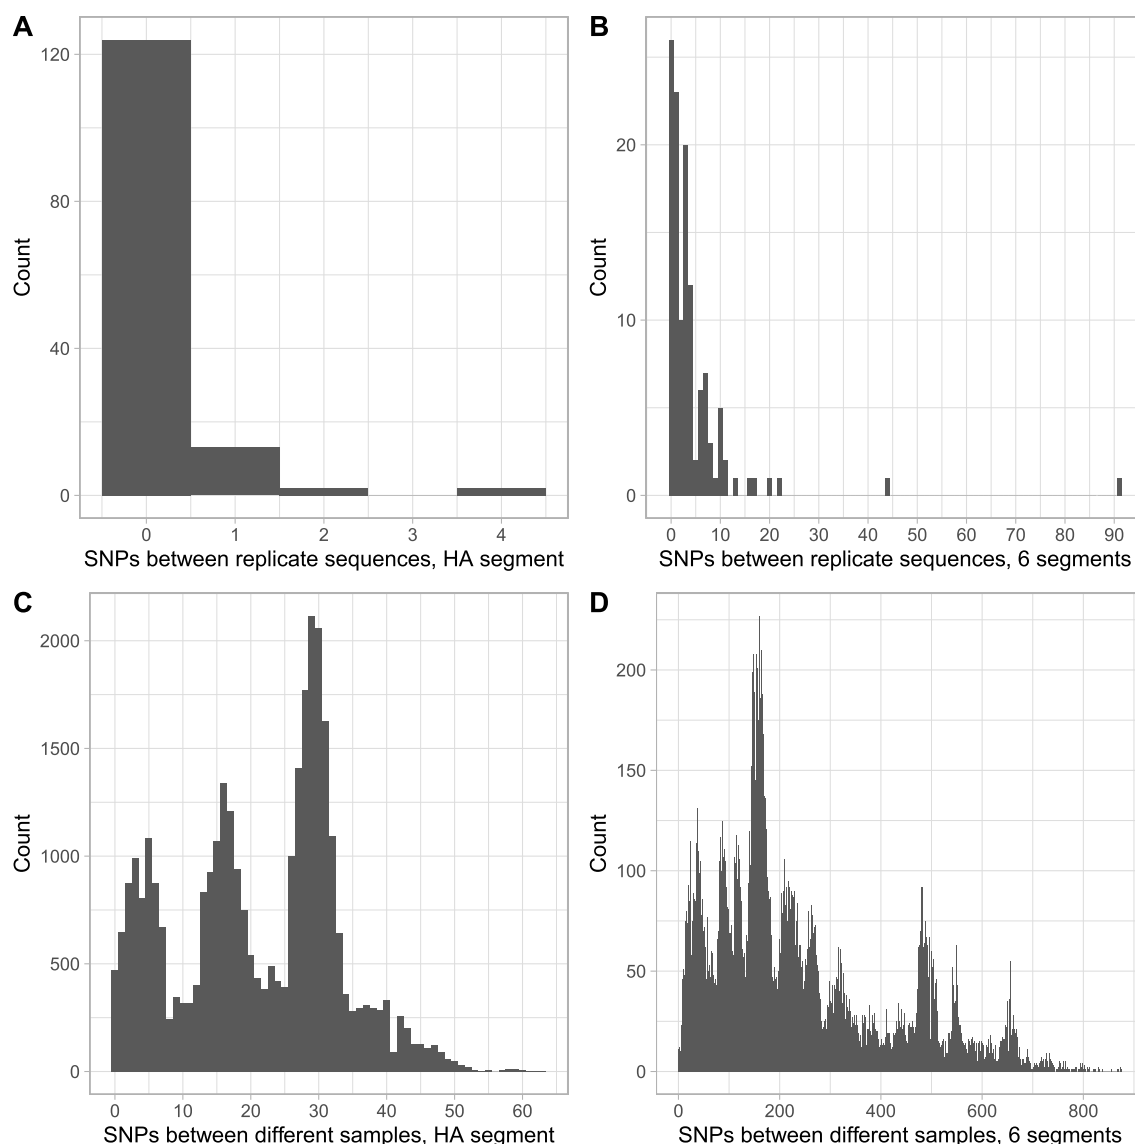 A
120
80
40
0
Count
0 1 2 3 4
SNPs between replicate sequences, HA segment
B
20
10
0
Count
0 10 20 30 40 50 60 70 80 90
SNPs between replicate sequences, 6 segments
C
2000
1500
1000
500
0
Count
0 10 20 30 40 50 60
SNPs between different samples, HA segment
D
200
150
100
50
0
Count
0 200 400 600 800
SNPs between different samples, 6 segments